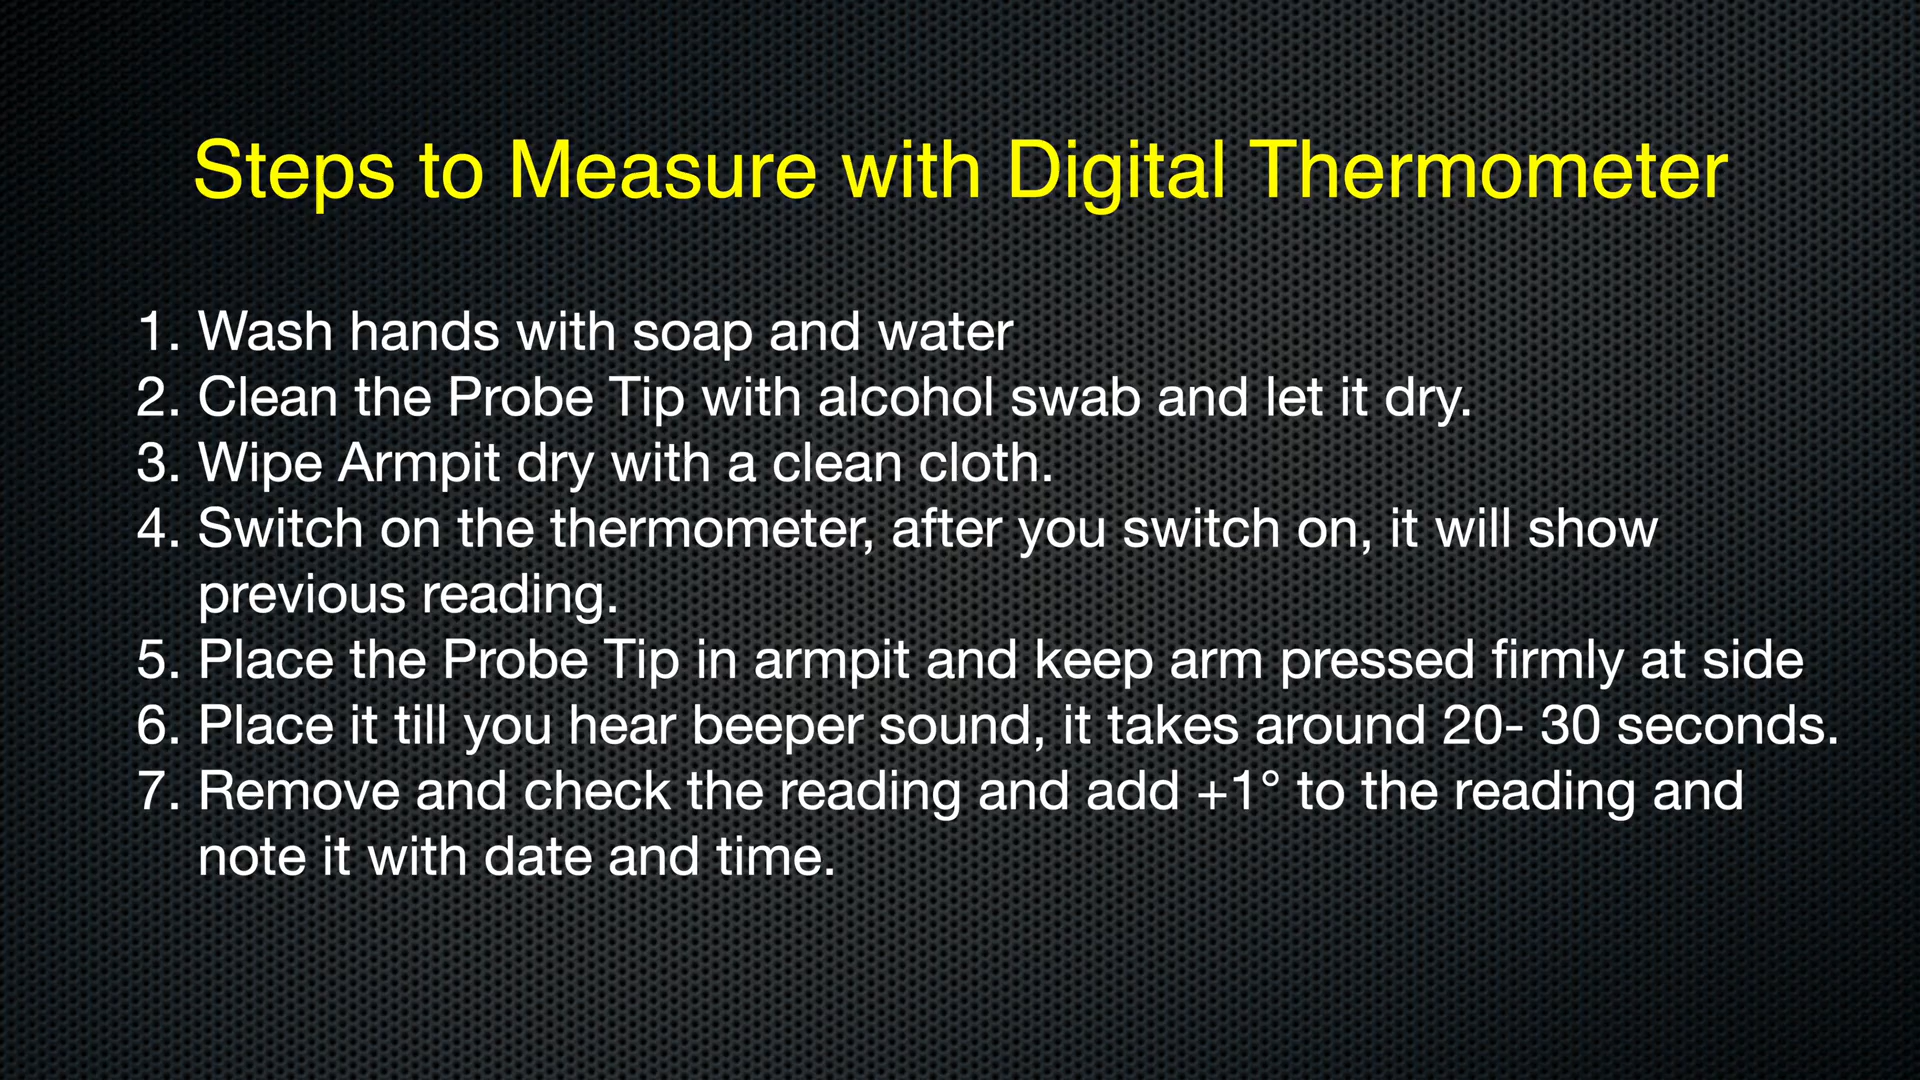 Steps to Measure with Digital Thermometer
1. Wash hands with soap and water
2. Clean the Probe Tip with alcohol swab and let it dry.
3. Wipe Armpit dry with a clean cloth.
4. Switch on the thermometer, after you switch on, it will show
previous reading.
5. Place the Probe Tip in armpit and keep arm pressed firmly at side
6. Place it till you hear beeper sound, it takes around 20- 30 seconds.
7. Remove and check the reading and add +1° to the reading and
note it with date and time.